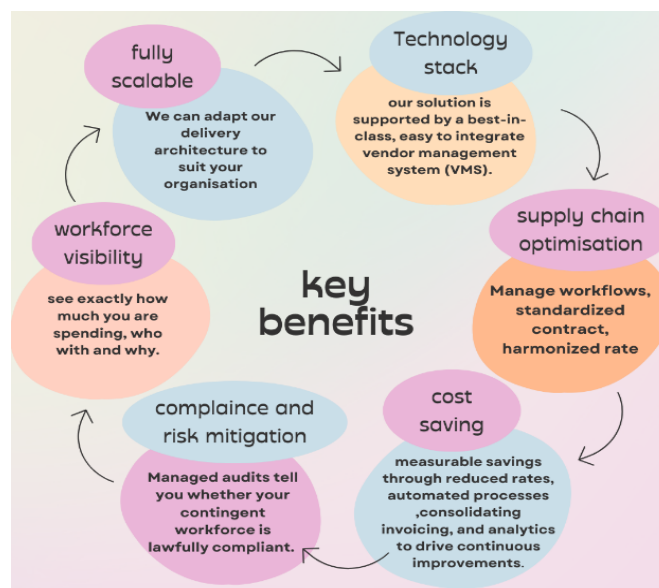 fully
scalable
We can adapt our
delivery
architecture to
suit your
organisation
Technology
stack
our solution is
supported by a best-in-
class, easy to integrate
vendor management
system (VMS).
supply chain
optimisation
Manage workflows,
standardized
contract,
harmonized rate
cost
saving
measurable savings
through reduced rates,
automated processes
,consolidating
invoicing, and analytics
to drive continuous
improvements.
complaince and
risk mitigation
Managed audits tell
you whether your
contingent
workforce is
lawfully compliant.
workforce
visibility
see exactly how
much you are
spending, who
with and why.
key
benefits